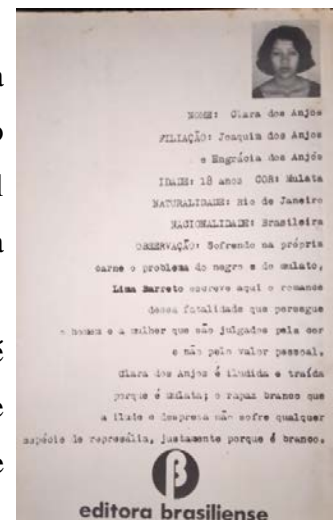 a
o
l
a
é
e
e
NOME: Clara dos Anjos
FILIAÇÃO: Joaquim dos Anjos
e Engrácia dos Anjos
IDADE: 18 anos COR: Mulata
NATURALIDADE: Rio de Janeiro
NACIONALIDADE: Brasileira
OBSERVAÇÃO: Sofrendo na própria
carne o problema do negro e do mulato,
Lima Barreto escreve aqui o romance
dessa fatalidade que persegue
o homem e a mulher que são julgados pela cor
e não pelo valor pessoal.
Clara dos Anjos é iludida e traída
porque é mulata; o rapaz branco que
a ilude e despreza não sofre qualquer
espécie de represália, justamente porque é branco.
editora brasiliense